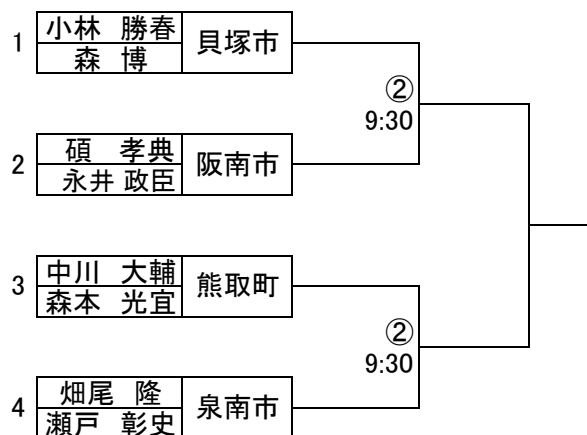 1 小林 勝春 貝塚市
森 博
②
9:30
2 碩 孝典 阪南市
永井 政臣
3 中川 大輔 熊取町
森本 光宜
②
9:30
4 畑尾 隆 泉南市
瀬戸 彰史